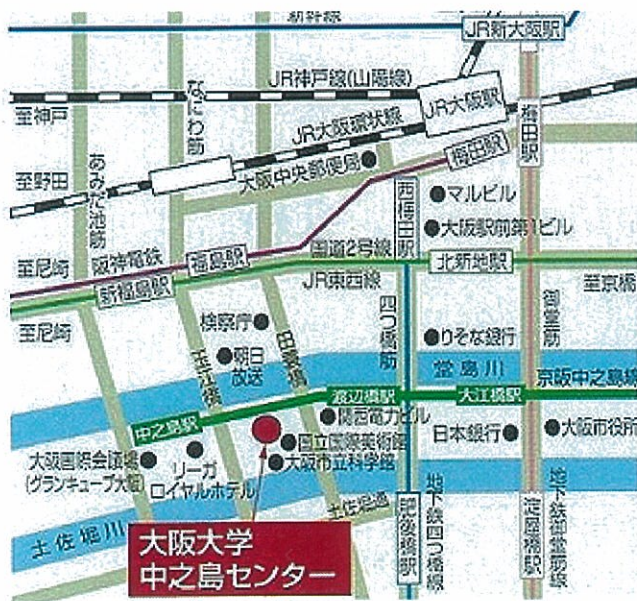 新幹線
JR新大阪駅
JR神戸線(山陽線)
至神戸
JR大阪駅
なにわ筋
JR大阪環状線
梅田駅
梅田駅
至野田
あみだ池筋
大阪中央郵便局
西梅田駅
マルビル
大阪駅前第1ビル
国道2号線
至尼崎
阪神電鉄
福島駅
北新地駅
新福島駅
JR東西線
至京橋
至尼崎
検察庁
朝日
放送
玉江橋
田蓑橋
四つ橋筋
りそな銀行
御堂筋
堂島川
京阪中之島線
渡辺橋駅
大江橋駅
中之島駅
関西電力ビル
国立国際美術館
大阪市立科学館
日本銀行
大阪市役所
大阪国際会議場
(グランキューブ大阪)
リーガ
ロイヤルホテル
土佐堀通
土佐堀川
肥後橋駅
地下鉄四つ橋線
淀屋橋駅
地下鉄御堂筋線
大阪大学
中之島センター